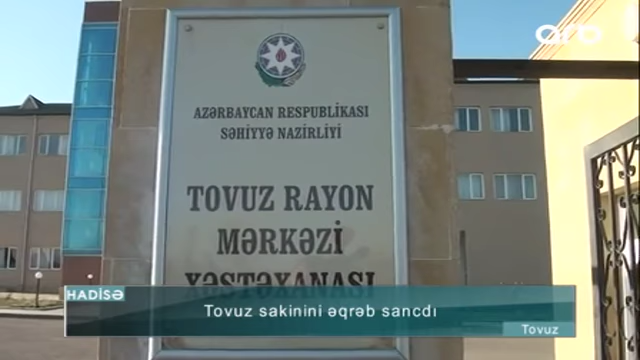 arb
AZƏRBAYCAN RESPUBLİKASI
SƏHİYYƏ NAZİRLİYİ
TOVUZ RAYON
MƏRKƏZİ
XƏSTƏXANASI
HADİSƏ
Tovuz sakinini əqrəb sancdı
Tovuz